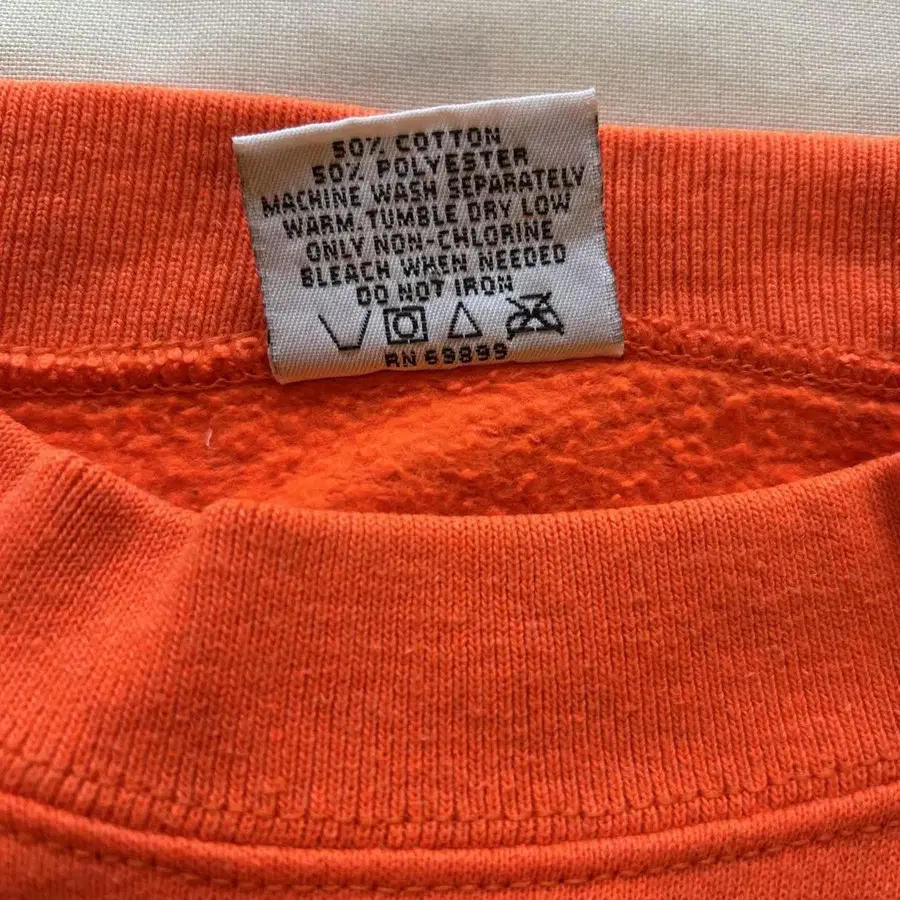 50% COTTON
50% POLYESTER
MACHINE WASH SEPARATELY
WARM. TUMBLE DRY LOW
ONLY NON-CHLORINE
BLEACH WHEN NEEDED
DO NOT IRON
RN 69899